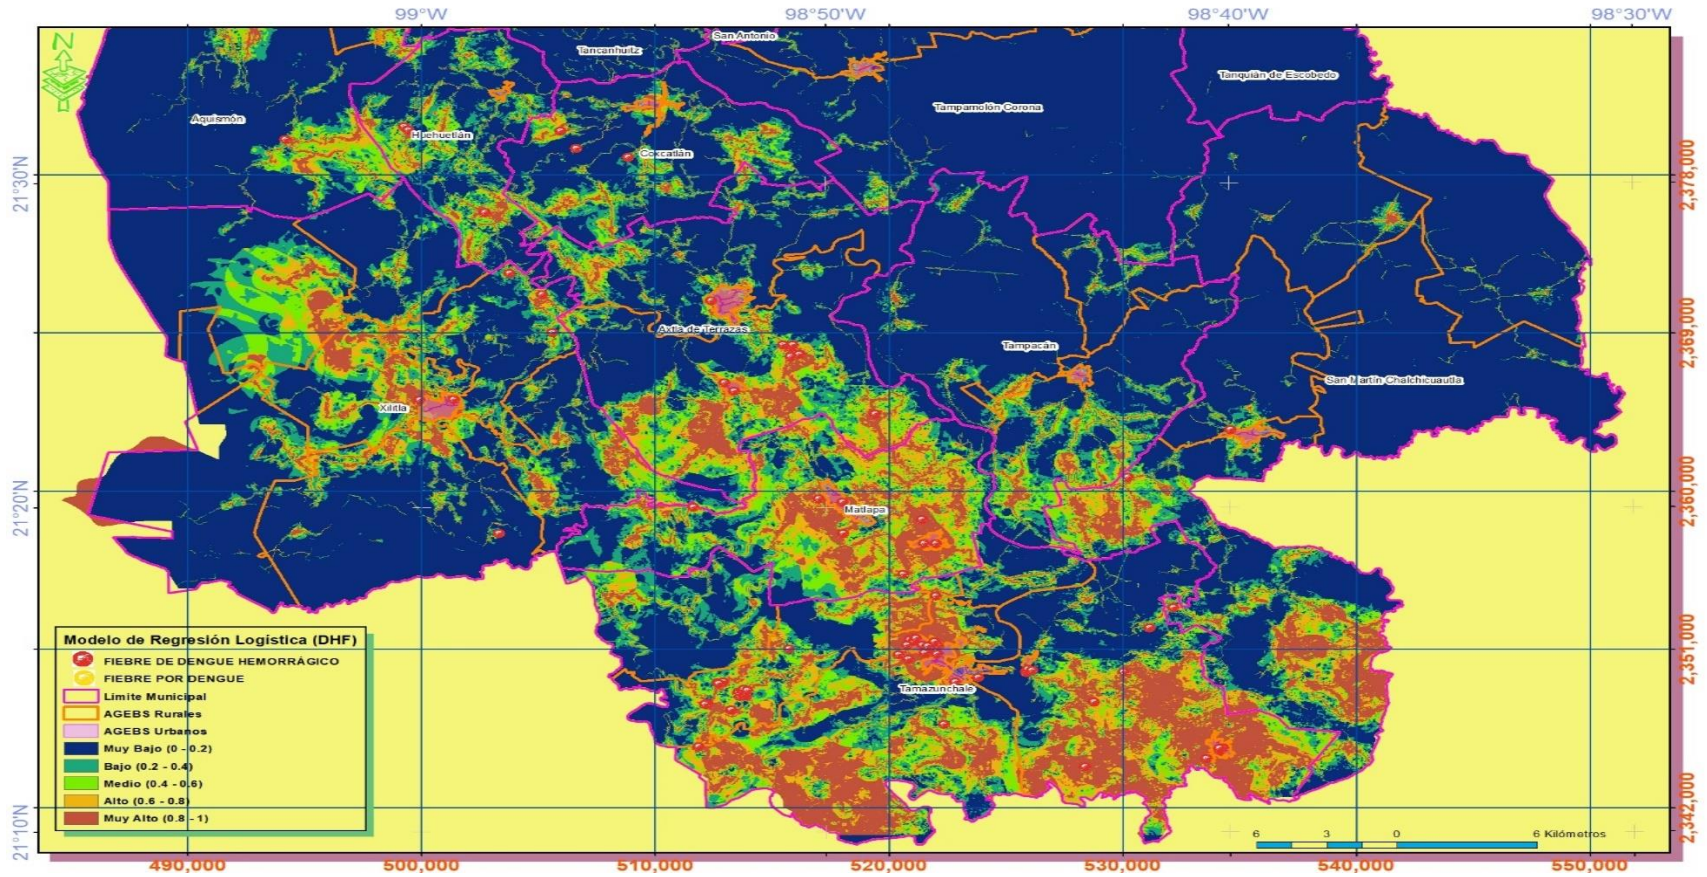 99°W 98°50'W 98°40'W 98°30'W
N
San Antonio
Tancanhuitz
Tanquián de Escobedo
Tampamolón Corona
Aquismón
Huehuetlán
Coxcatlán
21°30'N
2,378,000
Axtla de Terrazas
2,369,000
Tampacán
San Martín Chalchicuautla
Xilitla
21°20'N
2,360,000
Matlapa
Modelo de Regresión Logística (DHF)
FIEBRE DE DENGUE HEMORRÁGICO
FIEBRE POR DENGUE
Límite Municipal
AGEBS Rurales
AGEBS Urbanos
Muy Bajo (0 - 0.2)
Bajo (0.2 - 0.4)
Medio (0.4 - 0.6)
Alto (0.6 - 0.8)
Muy Alto (0.8 - 1)
2,351,000
Tamazunchale
2,342,000
21°10'N
6 3 0 6 Kilómetros
490,000 500,000 510,000 520,000 530,000 540,000 550,000